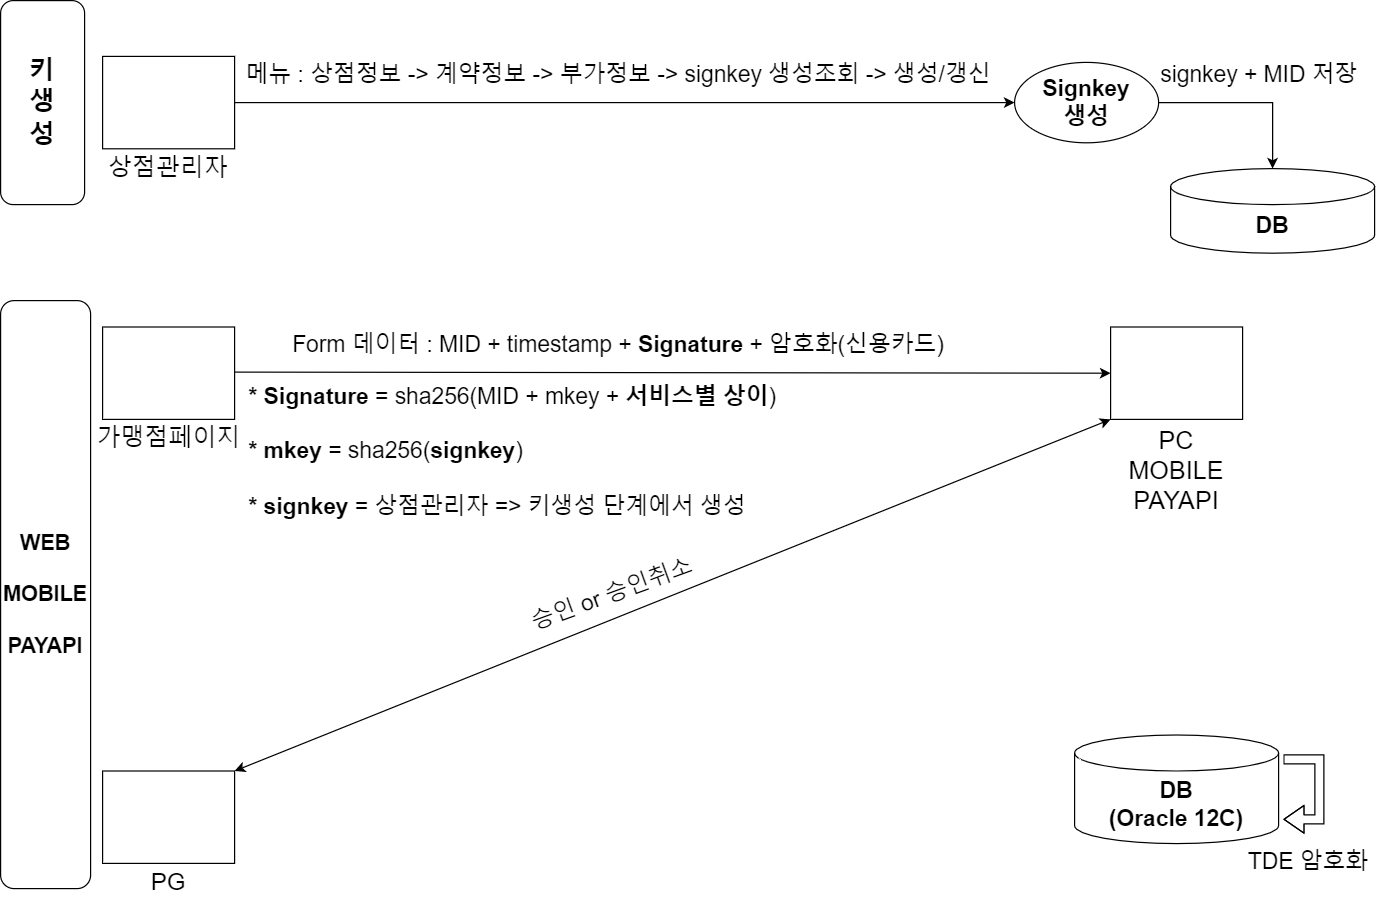 키
생
성
메뉴 : 상점정보 -> 계약정보 -> 부가정보 -> signkey 생성조회 -> 생성/갱신
상점관리자
Signkey
생성
signkey + MID 저장
DB
WEB
MOBILE
PAYAPI
Form 데이터 : MID + timestamp + Signature + 암호화(신용카드)
가맹점페이지
* Signature = sha256(MID + mkey + 서비스별 상이)
* mkey = sha256(signkey)
* signkey = 상점관리자 => 키생성 단계에서 생성
PC
MOBILE
PAYAPI
승인 or 승인취소
PG
DB
(Oracle 12C)
TDE 암호화